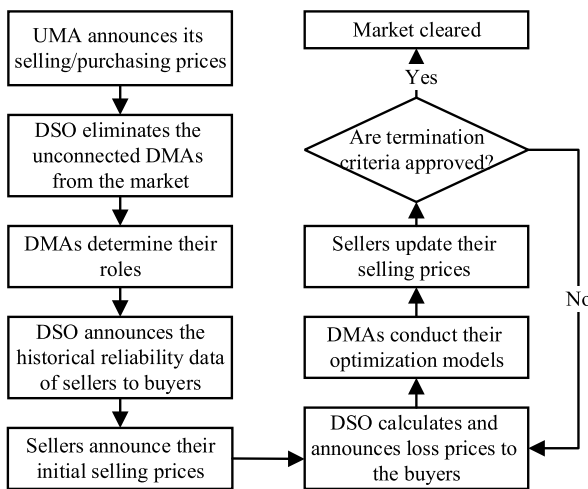 UMA announces its
selling/purchasing prices
DSO eliminates the
unconnected DMAs
from the market
DMAs determine their
roles
DSO announces the
historical reliability data
of sellers to buyers
Sellers announce their
initial selling prices
Market cleared
Yes
Are termination
criteria approved?
Sellers update their
selling prices
No
DMAs conduct their
optimization models
DSO calculates and
announces loss prices to
the buyers